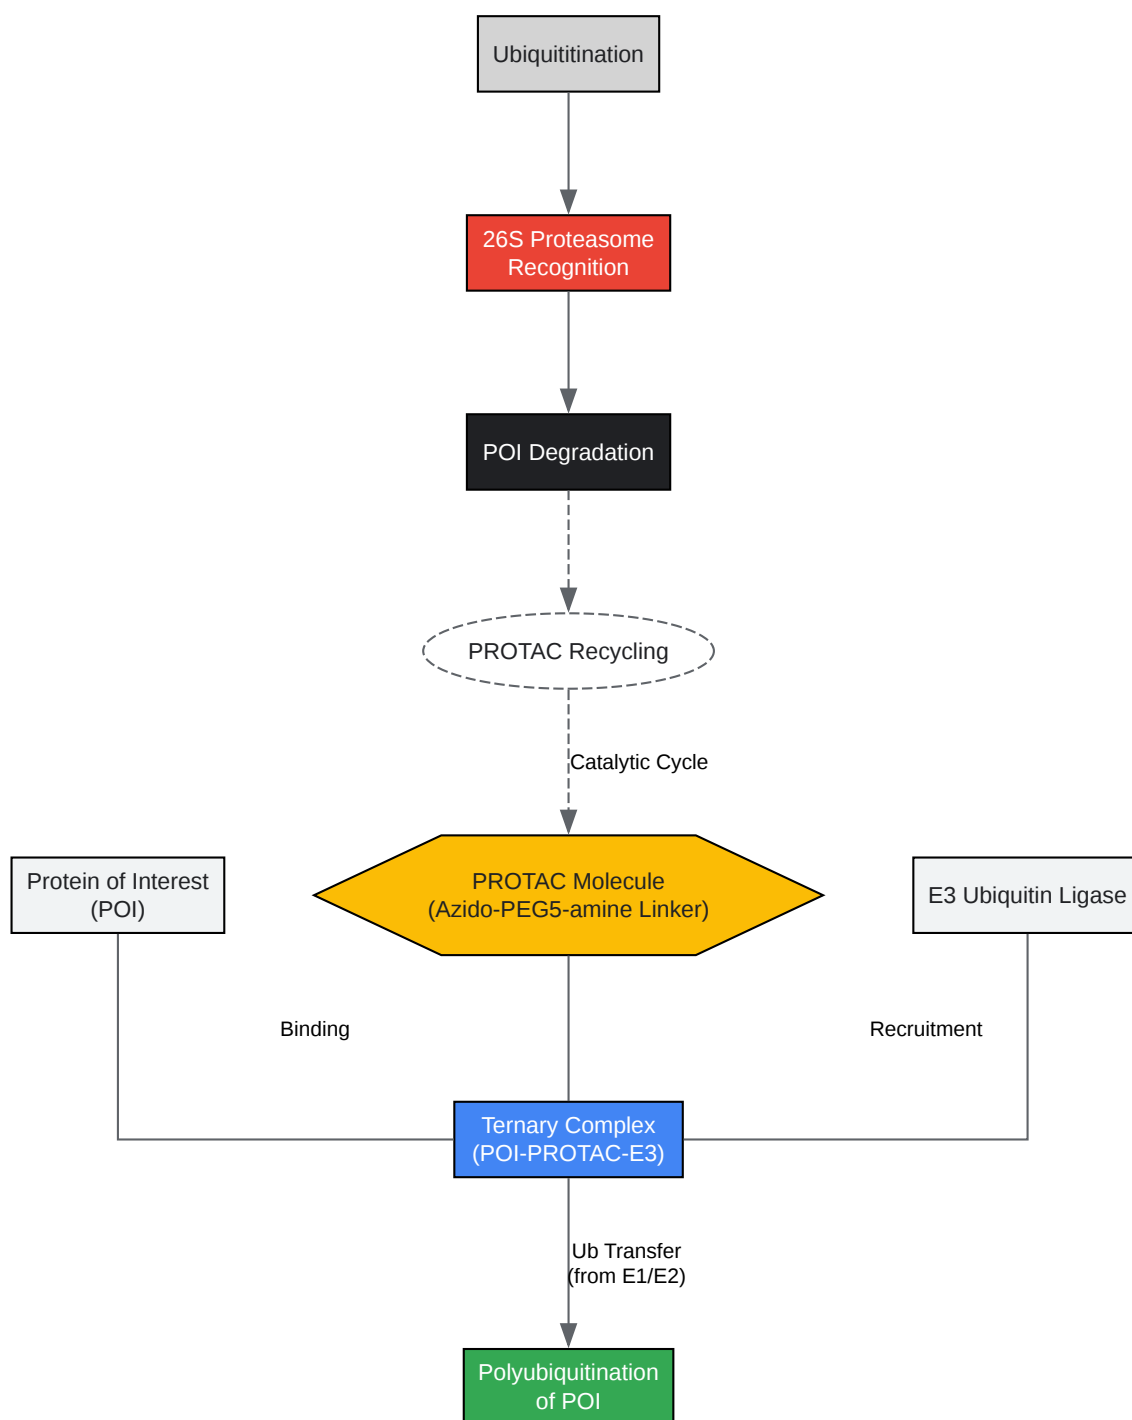 Ubiquititination
26S Proteasome
Recognition
POI Degradation
PROTAC Recycling
Catalytic Cycle
Protein of Interest
(POI)
PROTAC Molecule
(Azido-PEG5-amine Linker)
E3 Ubiquitin Ligase
Binding
Recruitment
Ternary Complex
(POI-PROTAC-E3)
Ub Transfer
(from E1/E2)
Polyubiquitination
of POI